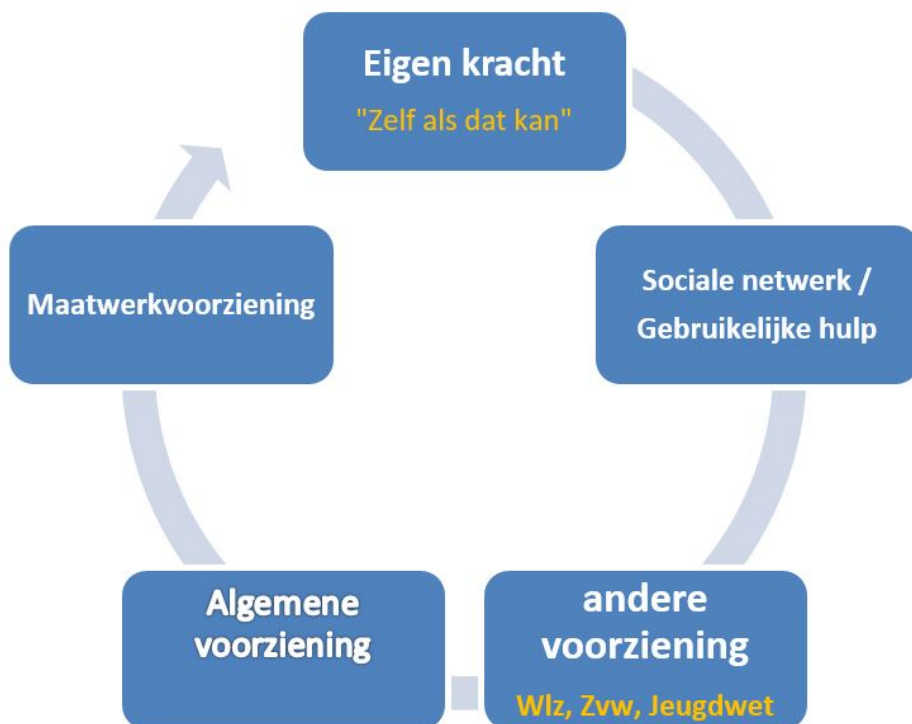 Eigen kracht
"Zelf als dat kan"
Sociale netwerk /
Gebruikelijke hulp
andere
voorziening
Wlz, Zvw, Jeugdwet
Algemene
voorziening
Maatwerkvoorziening